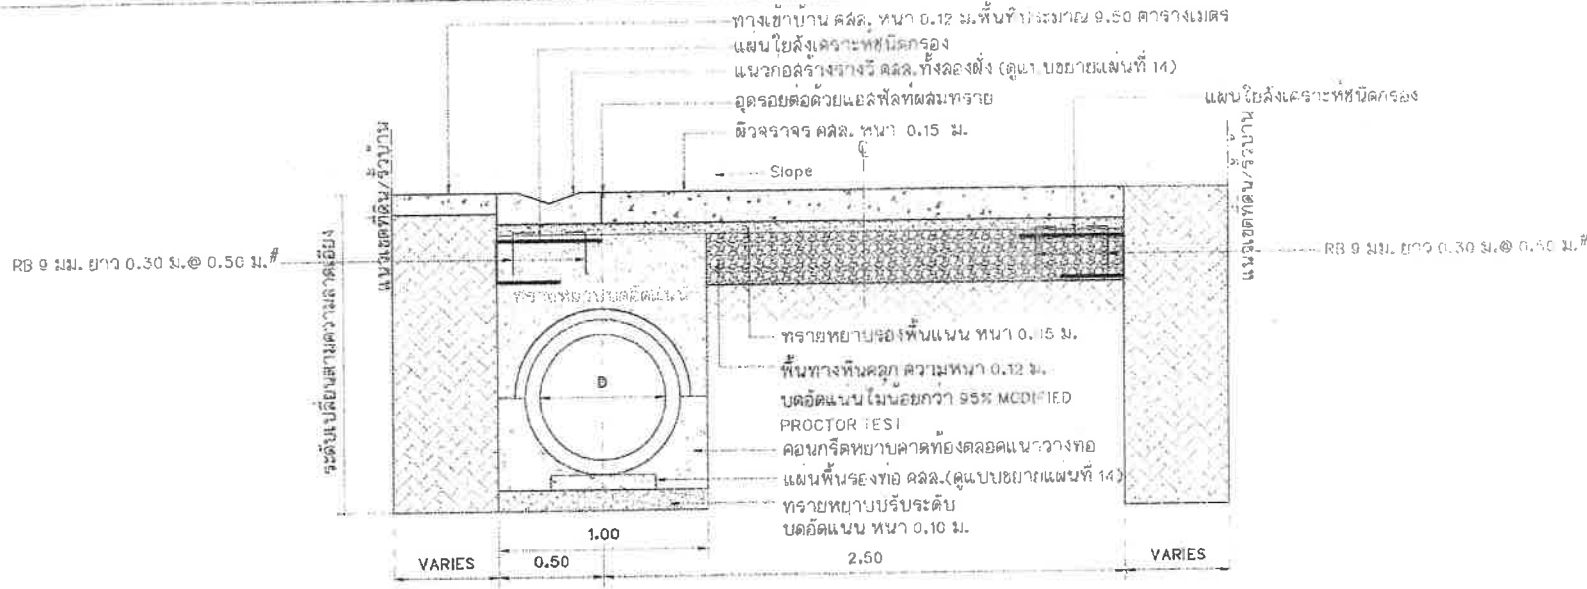 ทางเข้าบ้าน คสล. หนา 0.12 ม.พื้นที่ประมาณ 9.50 ตารางเมตร
แผ่นใยสังเคราะห์ชนิดกรอง
แนวก่อสร้างรางวี คสล.ทั้งสองฝั่ง (ดูแบบขยายแผ่นที่ 14)
อุดรอยต่อด้วยแอสฟัลท์ผสมทราย
ผิวจราจร คสล. หนา 0.15 ม.
แผ่นใยสังเคราะห์ชนิดกรอง
Slope
แนวเขตที่ดิน/รั้วบ้าน
แนวเขตที่ดิน/รั้วบ้าน
ระดับเปลี่ยนตามความลาดเอียง
RB 9 มม. ยาว 0.30 ม.@ 0.50 ม.#
RB 9 มม. ยาว 0.30 ม.@ 0.50 ม.#
ทรายหยาบบดอัดแน่น
D
ทรายหยาบรองพื้นแน่น หนา
พื้นทางหินคลุก ความหนา 0.12 ม.
บดอัดแน่นไม่น้อยกว่า 95% MODIFIED
PROCTOR TEST
คอนกรีตหยาบดาดท้องตลอดแนววางท่อ
แผ่นพื้นรองท่อ คสล.(ดูแบบขยายแผ่นที่ 14)
ทรายหยาบปรับระดับ
บดอัดแน่น หนา 0.10 ม.
1.00
VARIES
0.50
2.50
VARIES